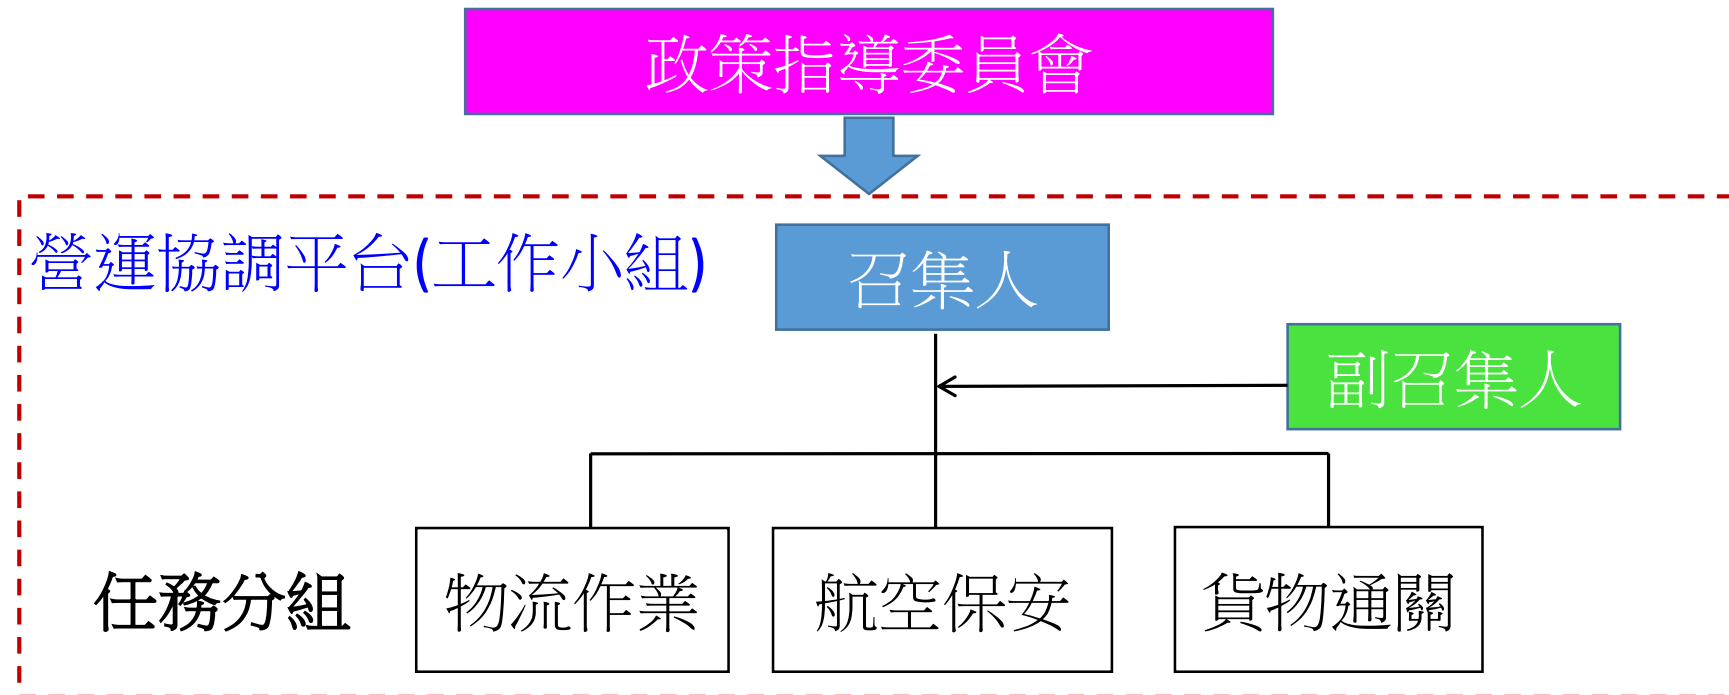 政策指導委員會
營運協調平台(工作小組)
召集人
副召集人
任務分組
物流作業
航空保安
貨物通關